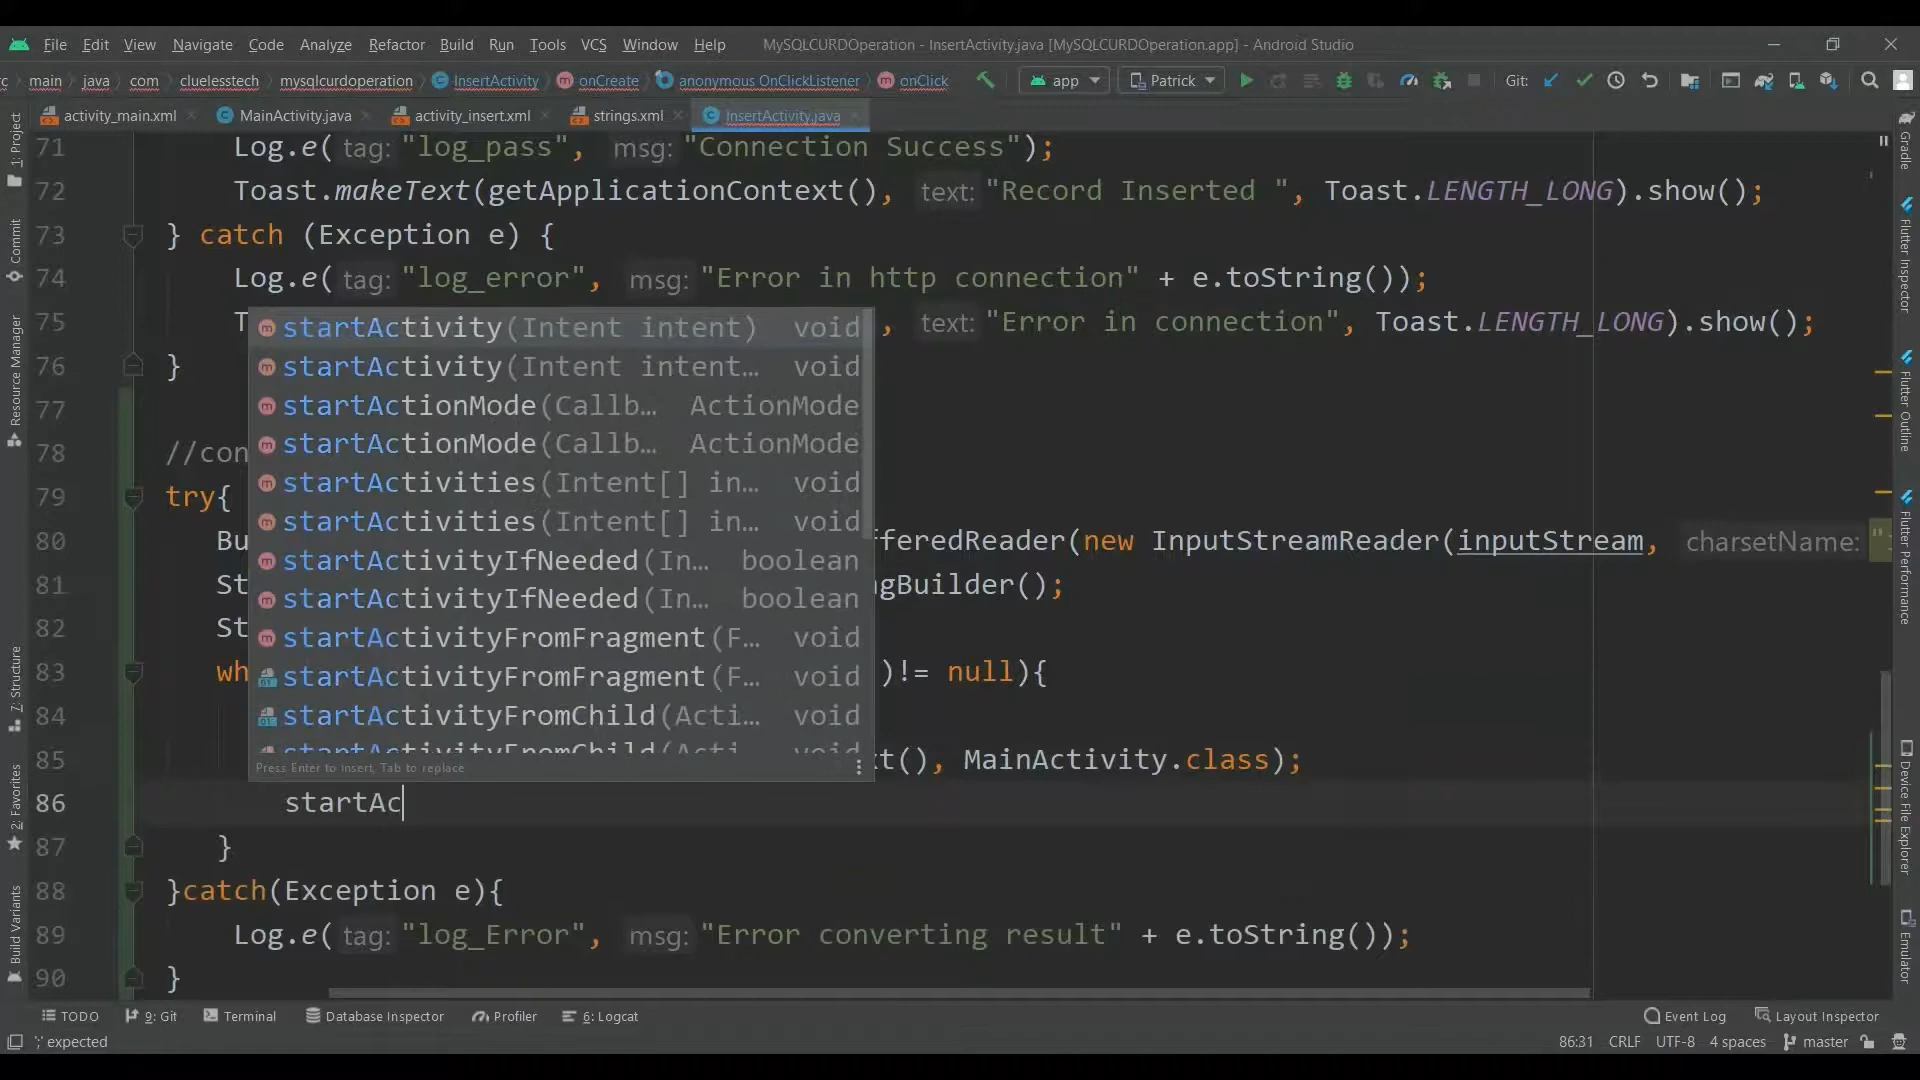 File Edit View Navigate Code Analyze Refactor Build Run Tools VCS Window Help MySQLCURDOperation - InsertActivity.java [MySQLCURDOperation.app] - Android Studio
main java com cluelesstech mysqlcurdoperation InsertActivity onCreate anonymous OnClickListener onClick app Patrick Git:
activity_main.xml MainActivity.java activity_insert.xml strings.xml InsertActivity.java
71 Log.e( tag: "log_pass", msg: "Connection Success");
72 Toast.makeText(getApplicationContext(), text: "Record Inserted ", Toast.LENGTH_LONG).show();
73 } catch (Exception e) {
74 Log.e( tag: "log_error", msg: "Error in http connection" + e.toString());
75 T , text: "Error in connection", Toast.LENGTH_LONG).show();
76 }
77
78 //con
79 try{
80 Bu fferedReader(new InputStreamReader(inputStream, charsetName: "
81 St gBuilder();
82 St
83 wh )!= null){
84
85 t(), MainActivity.class);
86 startAc
87 }
88 }catch(Exception e){
89 Log.e( tag: "log_Error", msg: "Error converting result" + e.toString());
90 }
startActivity(Intent intent) void
startActivity(Intent intent… void
startActionMode(Callb… ActionMode
startActionMode(Callb… ActionMode
startActivities(Intent[] in… void
startActivities(Intent[] in… void
startActivityIfNeeded(In… boolean
startActivityIfNeeded(In… boolean
startActivityFromFragment(F… void
startActivityFromFragment(F… void
startActivityFromChild(Acti… void
startActivityFromChild(Acti… void
Press Enter to insert, Tab to replace
1: Project
Commit
Resource Manager
7: Structure
2: Favorites
Build Variants
Gradle
Flutter Inspector
Flutter Outline
Flutter Performance
Device File Explorer
Emulator
TODO 9: Git Terminal Database Inspector Profiler 6: Logcat Event Log Layout Inspector
';' expected 86:31 CRLF UTF-8 4 spaces master